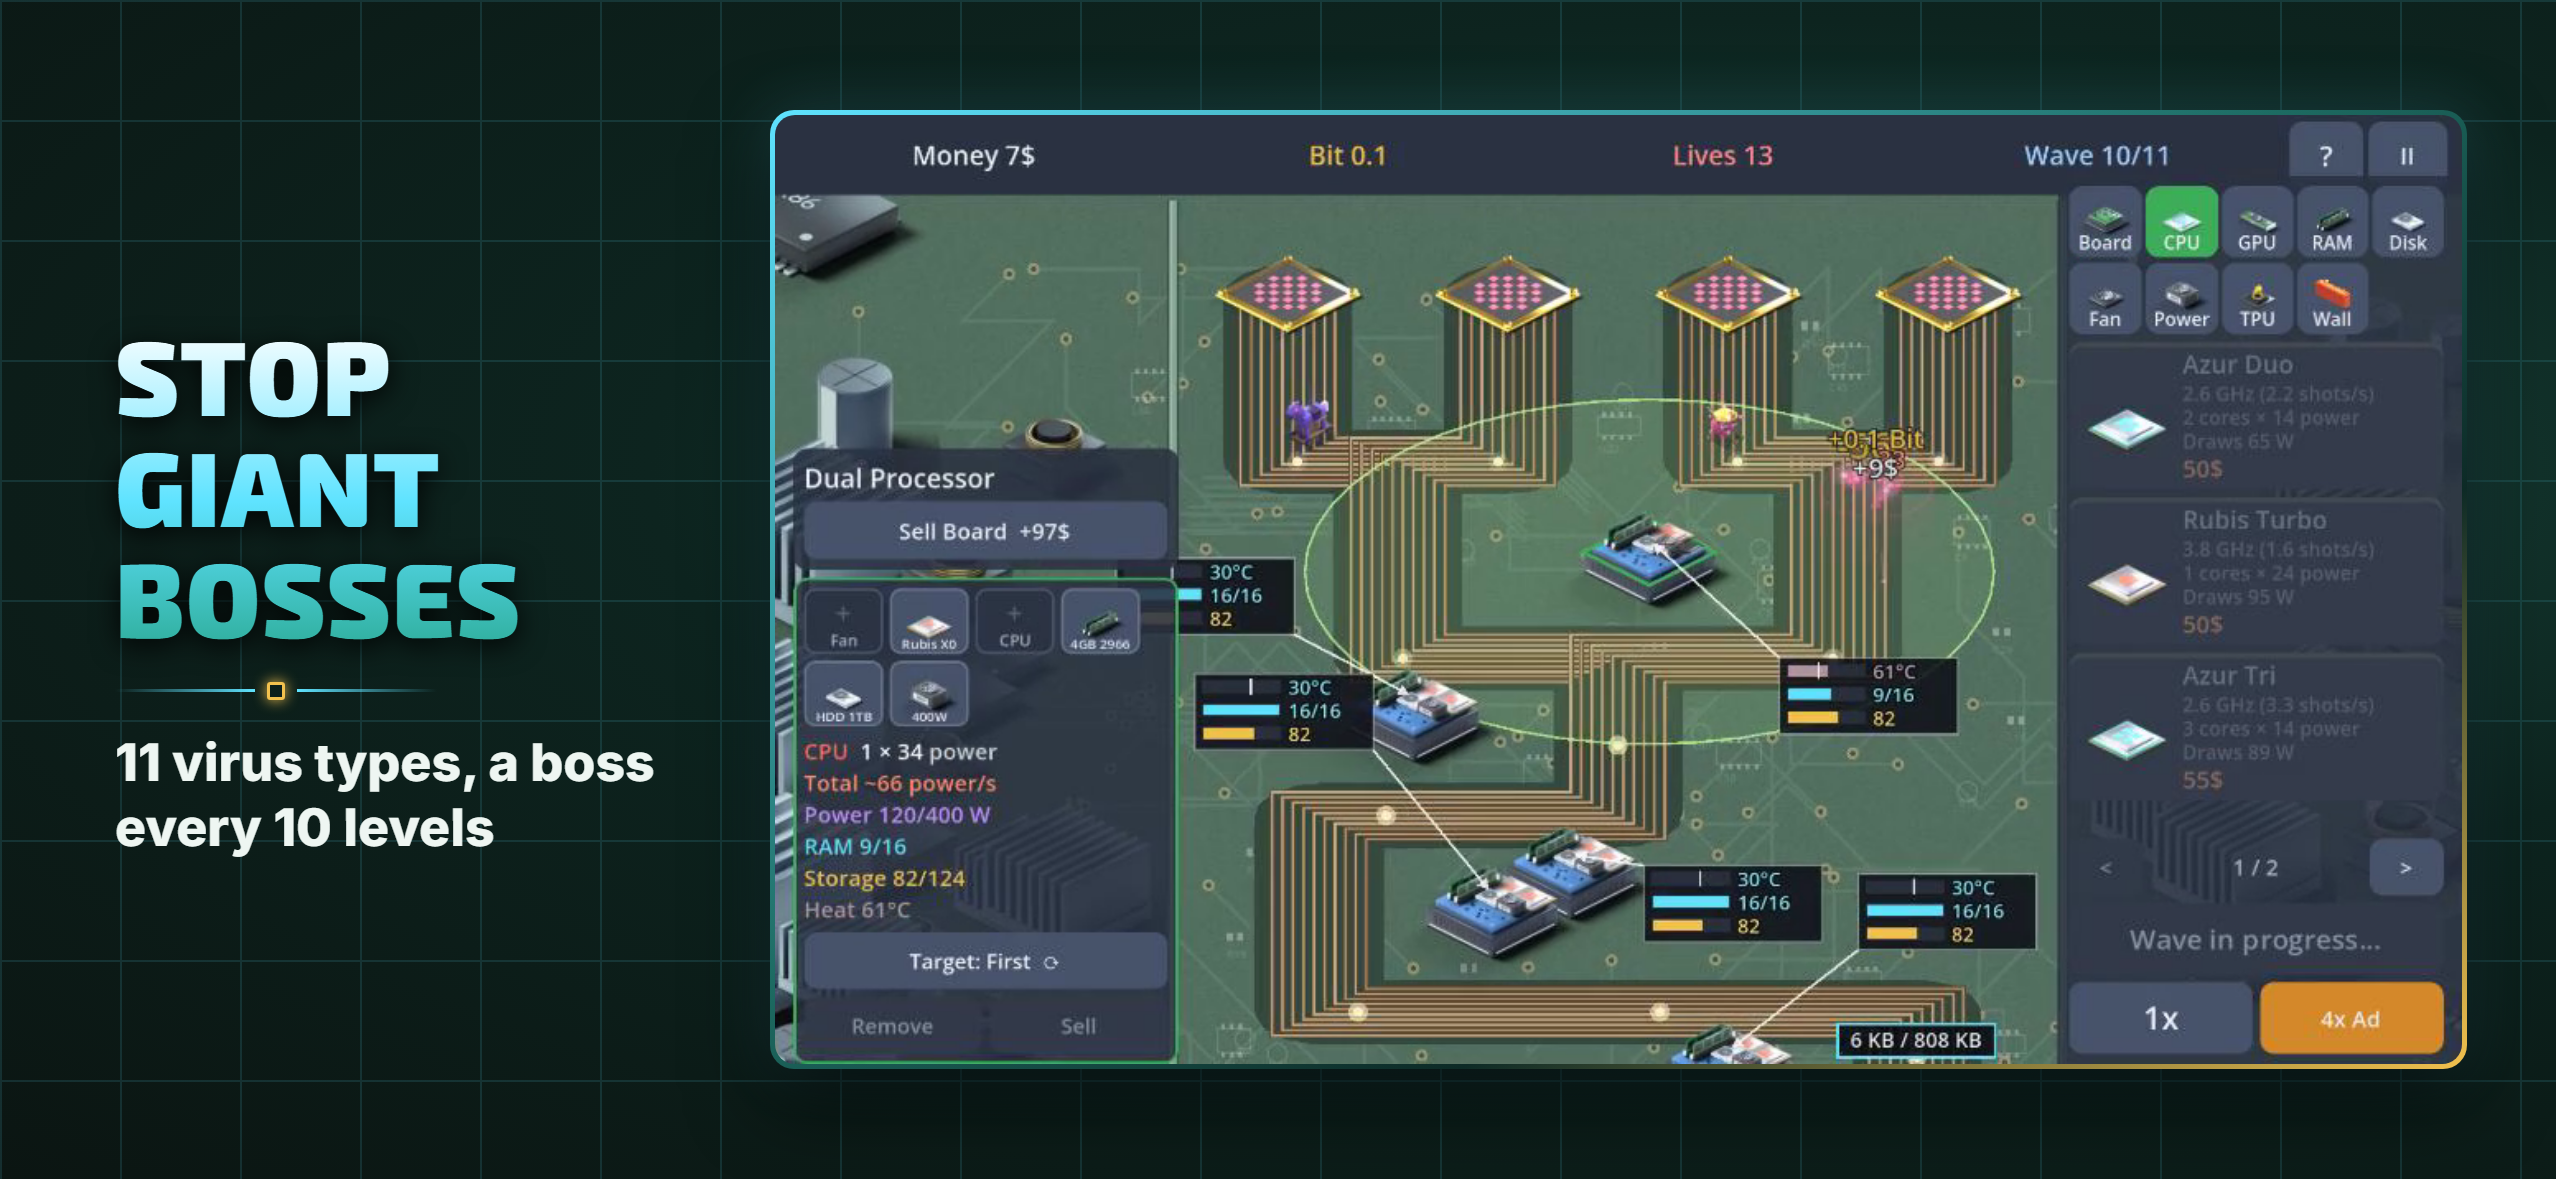 STOP
GIANT
BOSSES
11 virus types, a boss
every 10 levels
Money 7$
Bit 0.1
Lives 13
Wave 10/11
?
II
Board
CPU
GPU
RAM
Disk
Fan
Power
TPU
Wall
Azur Duo
2.6 GHz (2.2 shots/s)
2 cores × 14 power
Draws 65 W
50$
Rubis Turbo
3.8 GHz (1.6 shots/s)
1 cores × 24 power
Draws 95 W
50$
Azur Tri
2.6 GHz (3.3 shots/s)
3 cores × 14 power
Draws 89 W
55$
<
1 / 2
>
Wave in progress...
1x
4x Ad
+0.1 Bit
+9$
Dual Processor
Sell Board +97$
+
Fan
Rubis X0
+
CPU
4GB 2966
HDD 1TB
400W
CPU 1 × 34 power
Total ~66 power/s
Power 120/400 W
RAM 9/16
Storage 82/124
Heat 61°C
Target: First
Remove
Sell
30°C
16/16
82
30°C
16/16
82
61°C
9/16
82
30°C
16/16
82
30°C
16/16
82
6 KB / 808 KB